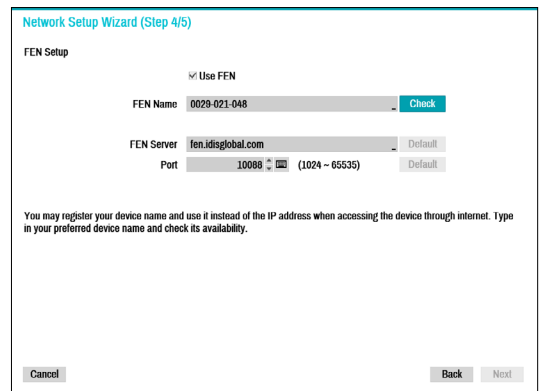 Network Setup Wizard (Step 4/5)
FEN Setup
Use FEN
FEN Name 0029-021-048 _ Check
FEN Server fen.idisglobal.com _ Default
Port 10088 (1024 ~ 65535) Default
You may register your device name and use it instead of the IP address when accessing the device through internet. Type
in your preferred device name and check its availability.
Cancel Back Next